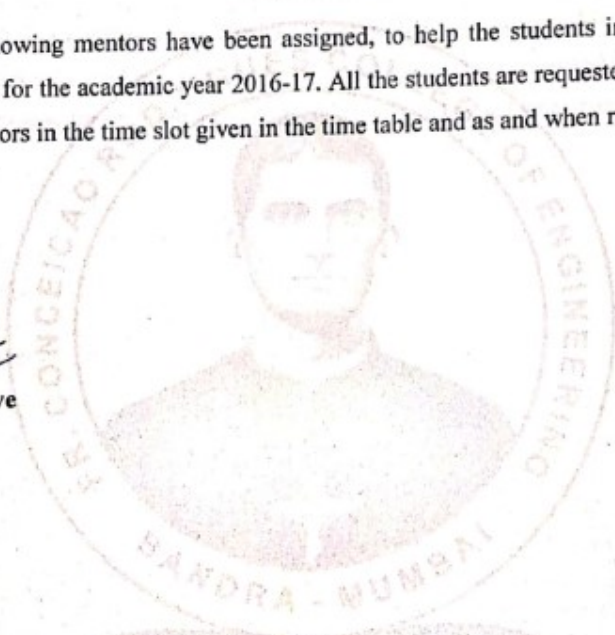 owing mentors have been assigned, to help the students i
for the academic year 2016-17. All the students are requeste
ors in the time slot given in the time table and as and when r
ve
FR. CONCEICAO R OF ENGINEERING
BANDRA - MUMBAI